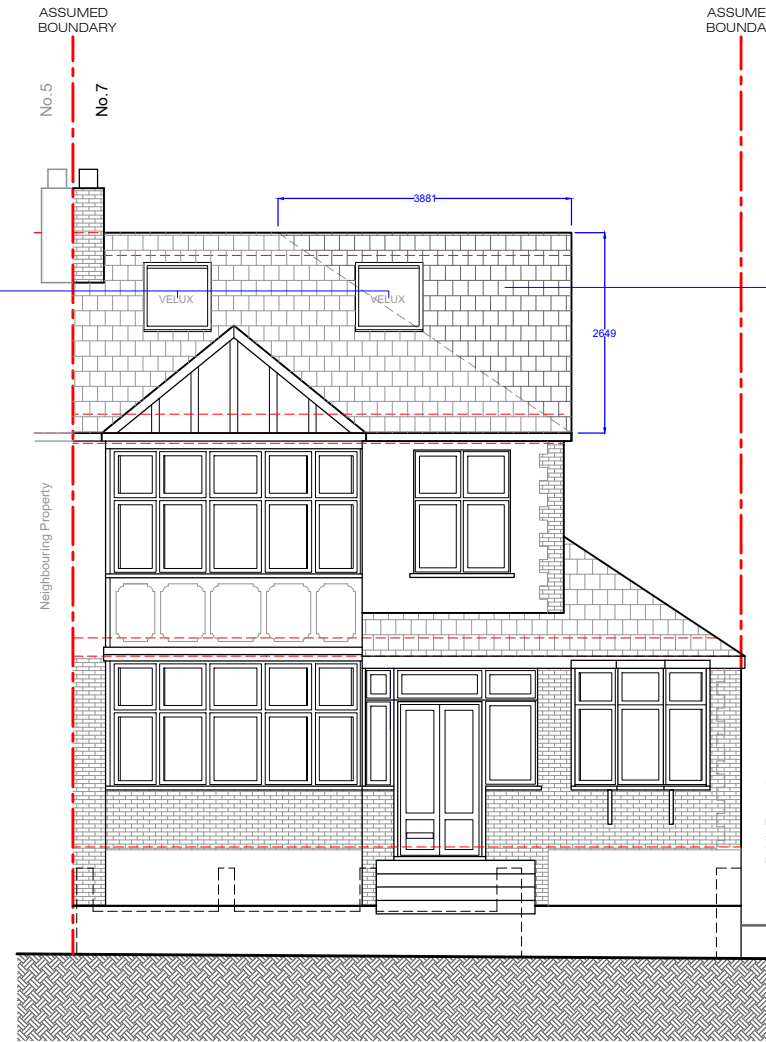 ASSUMED
BOUNDARY
ASSUME
BOUNDA
No.5
No.7
3881
VELUX
VELUX
2649
Neighbouring Property